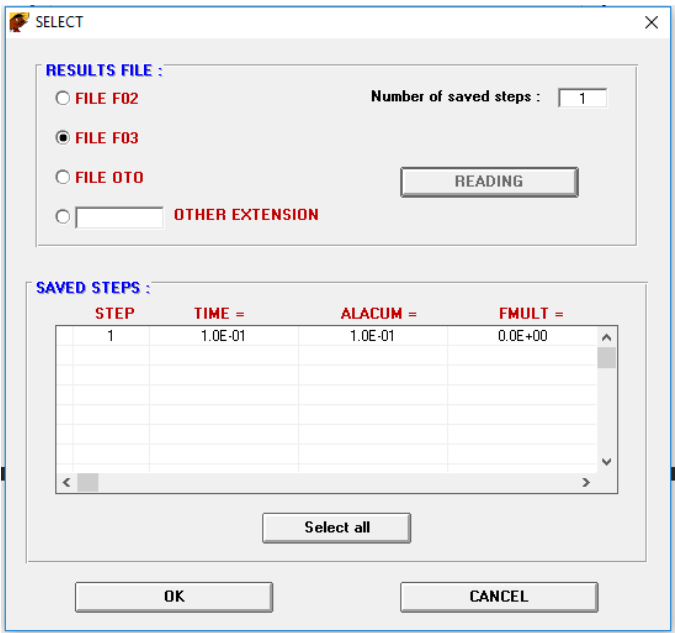 SELECT
RESULTS FILE :
FILE F02
Number of saved steps : 1
FILE F03
FILE OTO
READING
OTHER EXTENSION
SAVED STEPS :
STEP TIME = ALACUM = FMULT =
1 1.0E-01 1.0E-01 0.0E+00
Select all
OK CANCEL